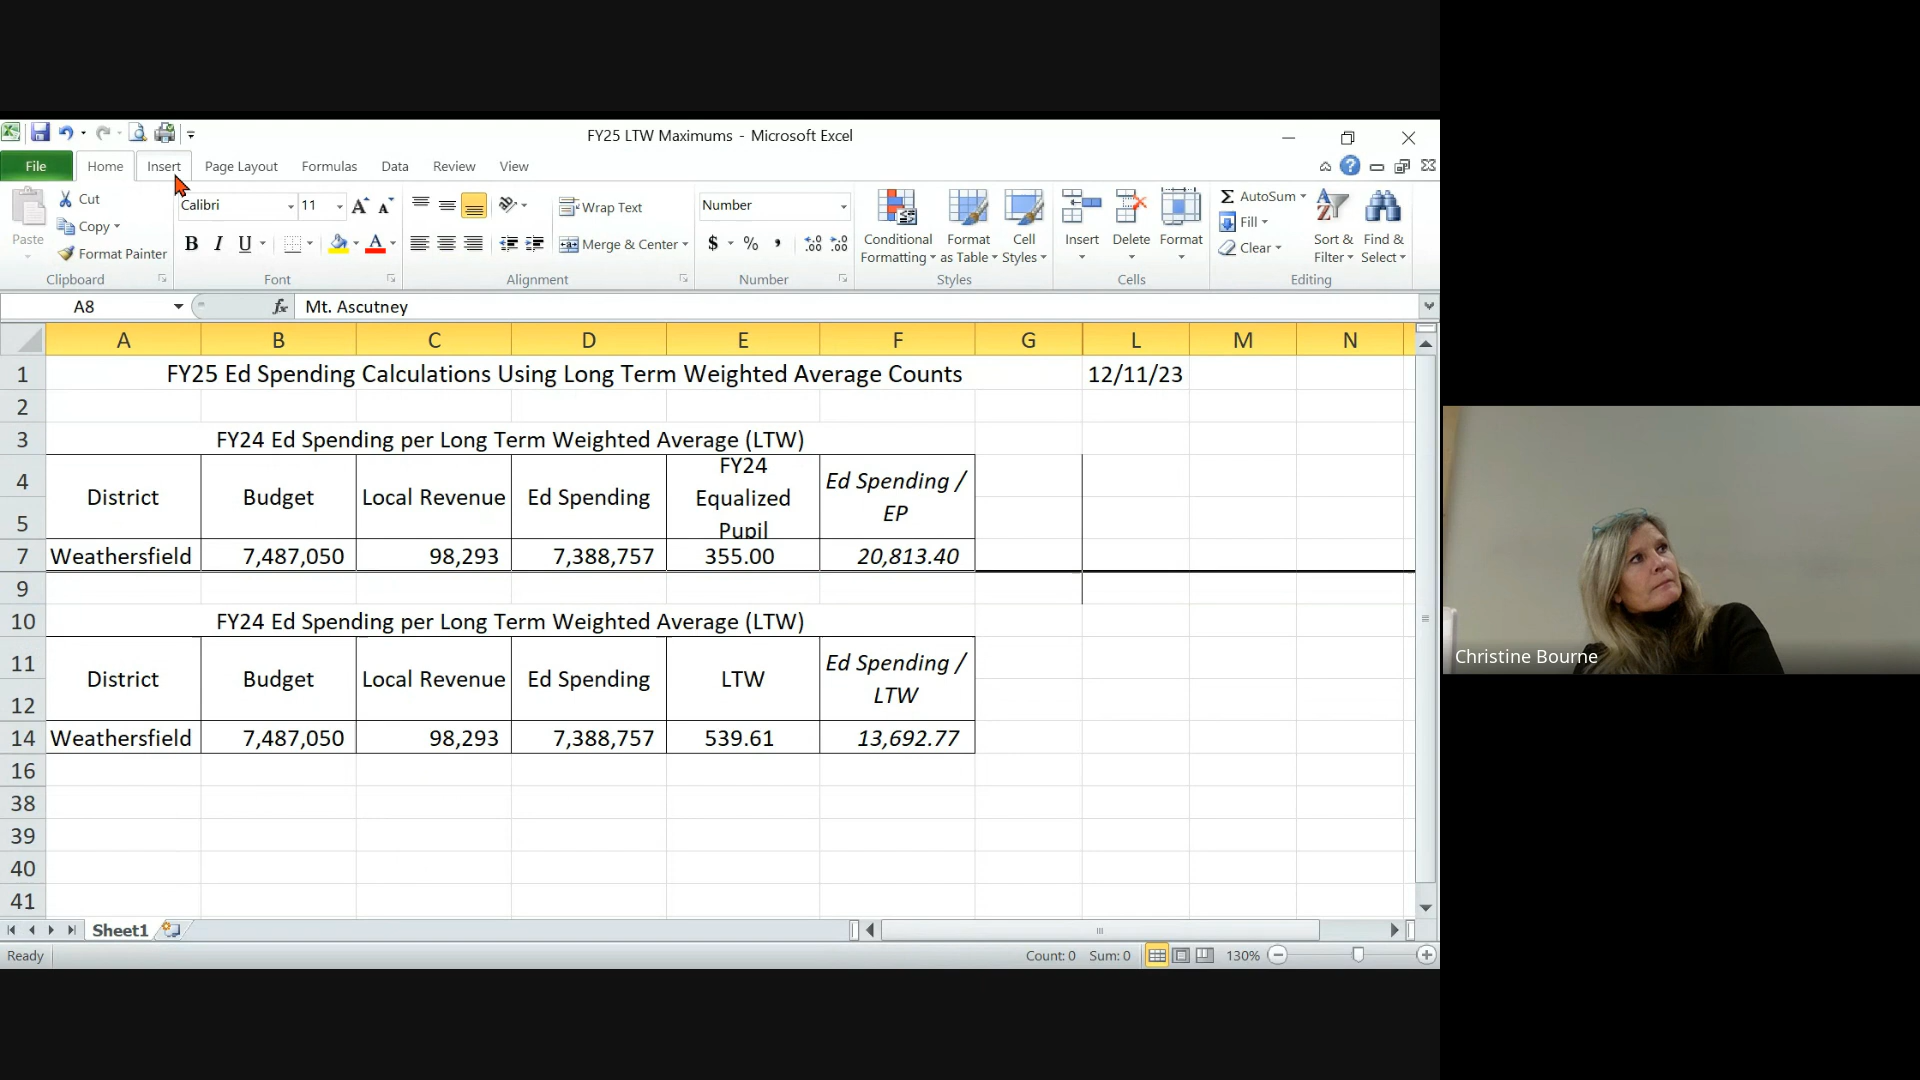 FY25 LTW Maximums - Microsoft Excel
File Home Insert Page Layout Formulas Data Review View
Paste
Cut
Copy
Format Painter
Clipboard
Calibri 11
B I U A
Font
Wrap Text
Merge & Center
Alignment
Number
$ % ,
Number
Conditional Formatting
Format as Table
Cell Styles
Styles
Insert
Delete
Format
Cells
Σ AutoSum
Fill
Clear
Sort & Filter
Find & Select
Editing
A8 fx Mt. Ascutney
A B C D E F G L M N
1 FY25 Ed Spending Calculations Using Long Term Weighted Average Counts 12/11/23
2
3 FY24 Ed Spending per Long Term Weighted Average (LTW)
4
5
District Budget Local Revenue Ed Spending FY24 Equalized Pupil Ed Spending / EP
7 Weathersfield 7,487,050 98,293 7,388,757 355.00 20,813.40
9
10 FY24 Ed Spending per Long Term Weighted Average (LTW)
11
12
District Budget Local Revenue Ed Spending LTW Ed Spending / LTW
14 Weathersfield 7,487,050 98,293 7,388,757 539.61 13,692.77
16
38
39
40
41
Sheet1
Ready Count: 0 Sum: 0 130%
Christine Bourne